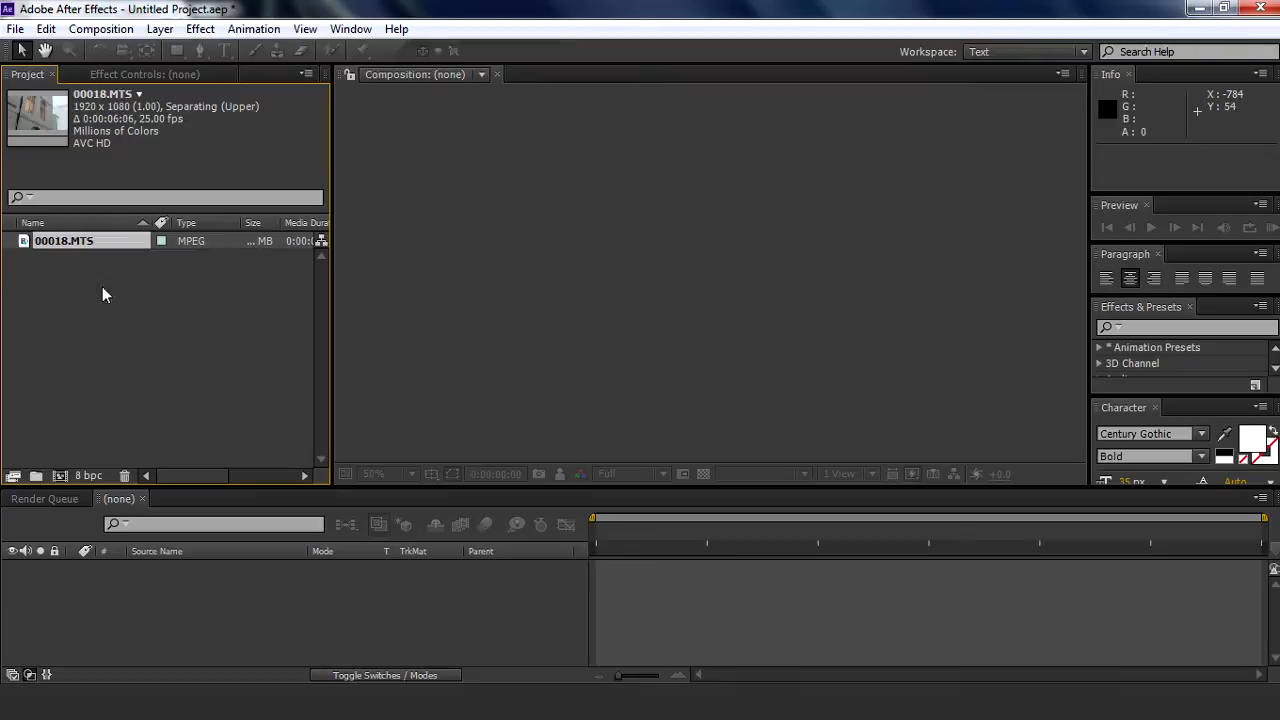 Adobe After Effects - Untitled Project.aep *
File Edit Composition Layer Effect Animation View Window Help
Workspace: Text Search Help
Project Effect Controls: (none) Composition: (none) Info
00018.MTS
1920 x 1080 (1.00), Separating (Upper)
Δ 0:00:06:06, 25.00 fps
Millions of Colors
AVC HD
R: X: -784
G: Y: 54
B:
A: 0
Preview
Name Type Size Media Dura
00018.MTS MPEG ... MB 0:00:
Paragraph
Effects & Presets
* Animation Presets
3D Channel
Character
Century Gothic
Bold
35 px Auto
8 bpc 50% 0:00:00:00 Full 1 View +0.0
Render Queue (none)
# Source Name Mode T TrkMat Parent
Toggle Switches / Modes